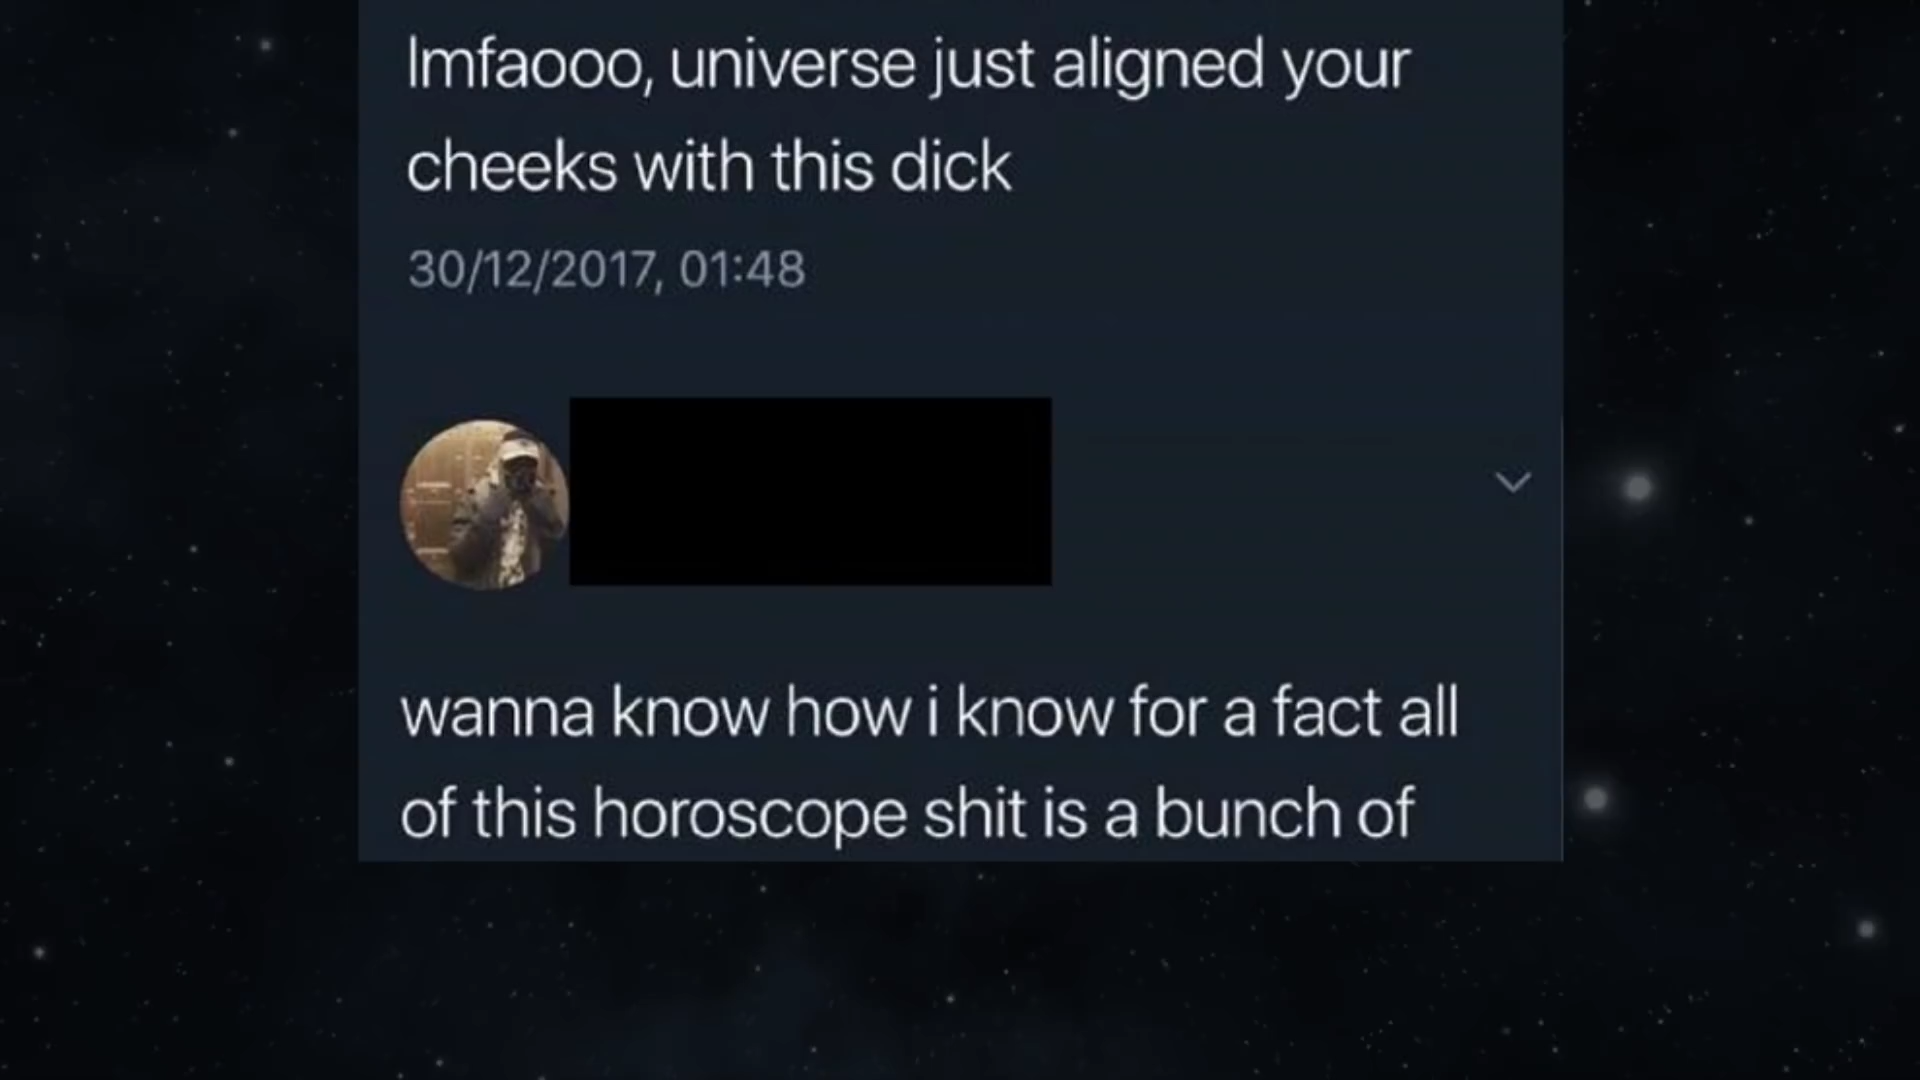 lmfaooo, universe just aligned your
cheeks with this dick
30/12/2017, 01:48
wanna know how i know for a fact all
of this horoscope shit is a bunch of